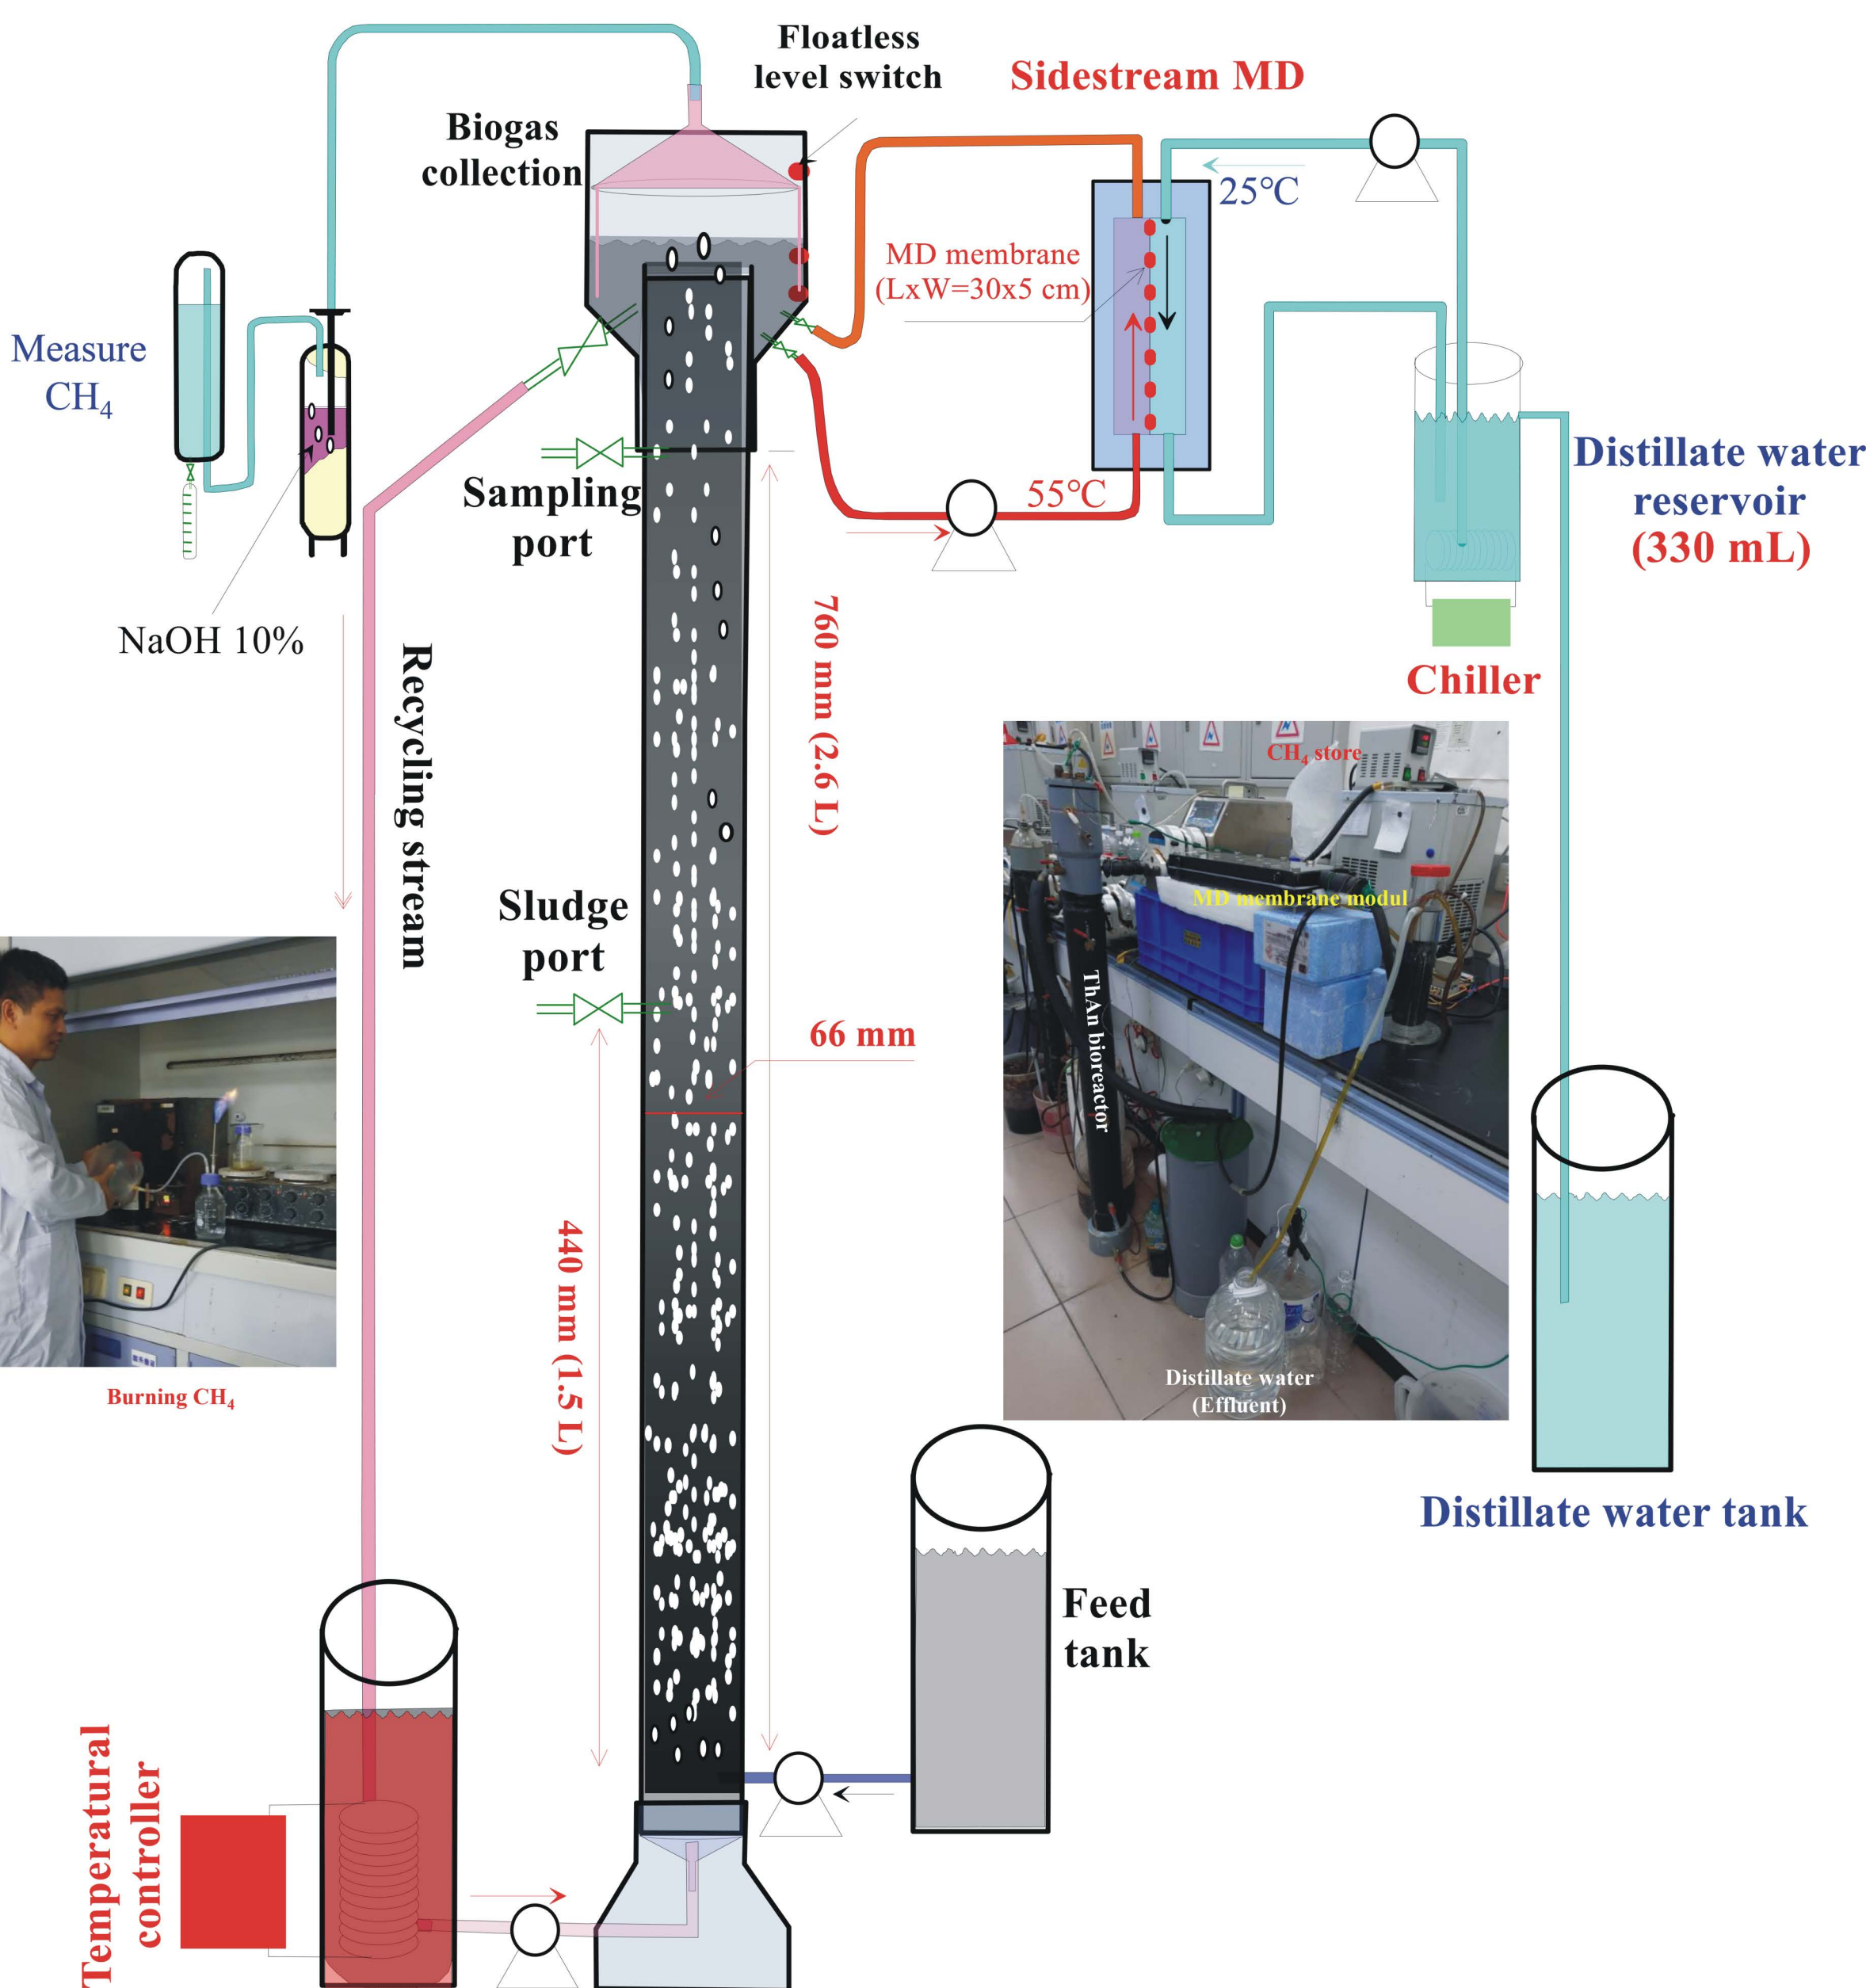 Floatless
level switch
Sidestream MD
Biogas
collection
25°C
MD membrane
(LxW=30x5 cm)
Measure
CH₄
Sampling
port
55°C
Distillate water
reservoir
(330 mL)
NaOH 10%
Recycling stream
760 mm (2.6 L)
Chiller
CH₄ store
MD membrane modul
ThAn bioreactor
Distillate water
(Effluent)
Sludge
port
66 mm
440 mm (1.5 L)
Burning CH₄
Distillate water tank
Feed
tank
Temperatural
controller